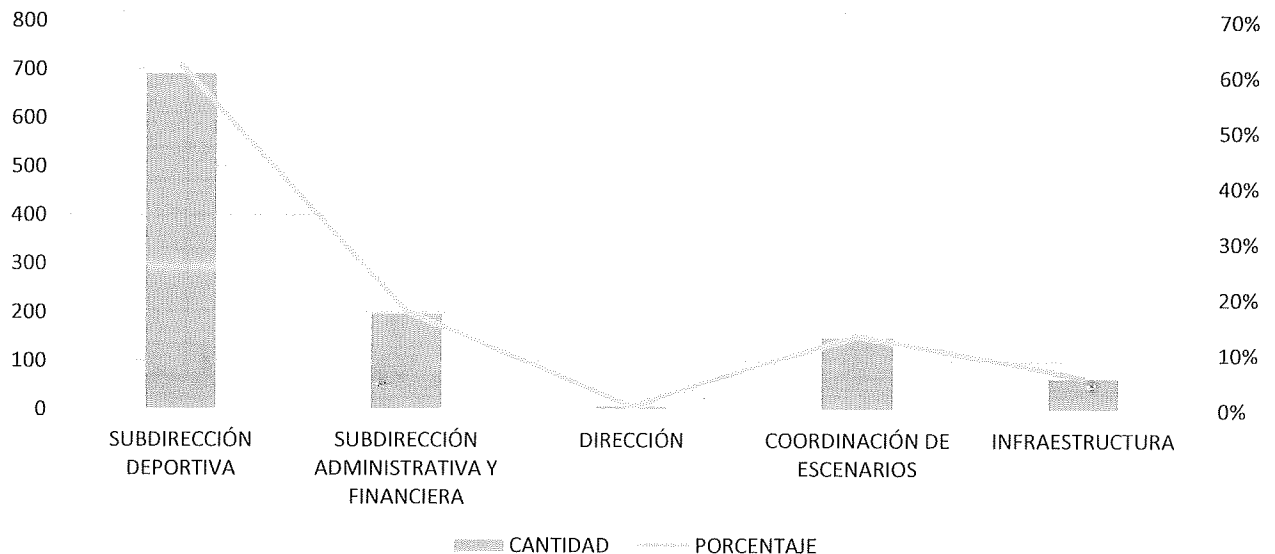 800
700
600
500
400
300
200
100
0
70%
60%
50%
40%
30%
20%
10%
0%
SUBDIRECCIÓN
DEPORTIVA
SUBDIRECCIÓN
ADMINISTRATIVA Y
FINANCIERA
DIRECCIÓN
COORDINACIÓN DE
ESCENARIOS
INFRAESTRUCTURA
CANTIDAD
PORCENTAJE